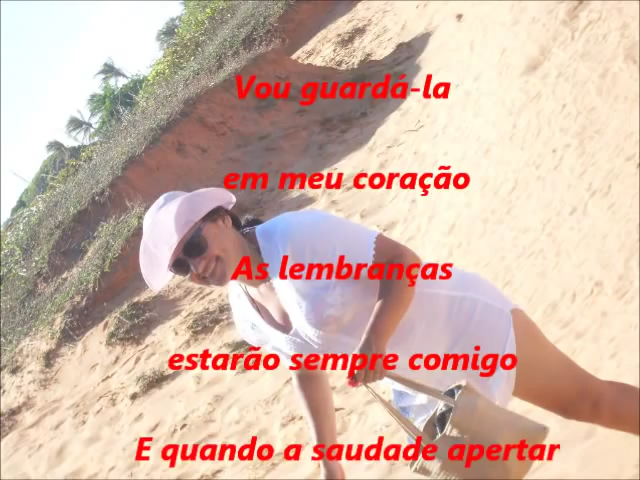 Vou guardá-la
em meu coração
As lembranças
estarão sempre comigo
E quando a saudade apertar